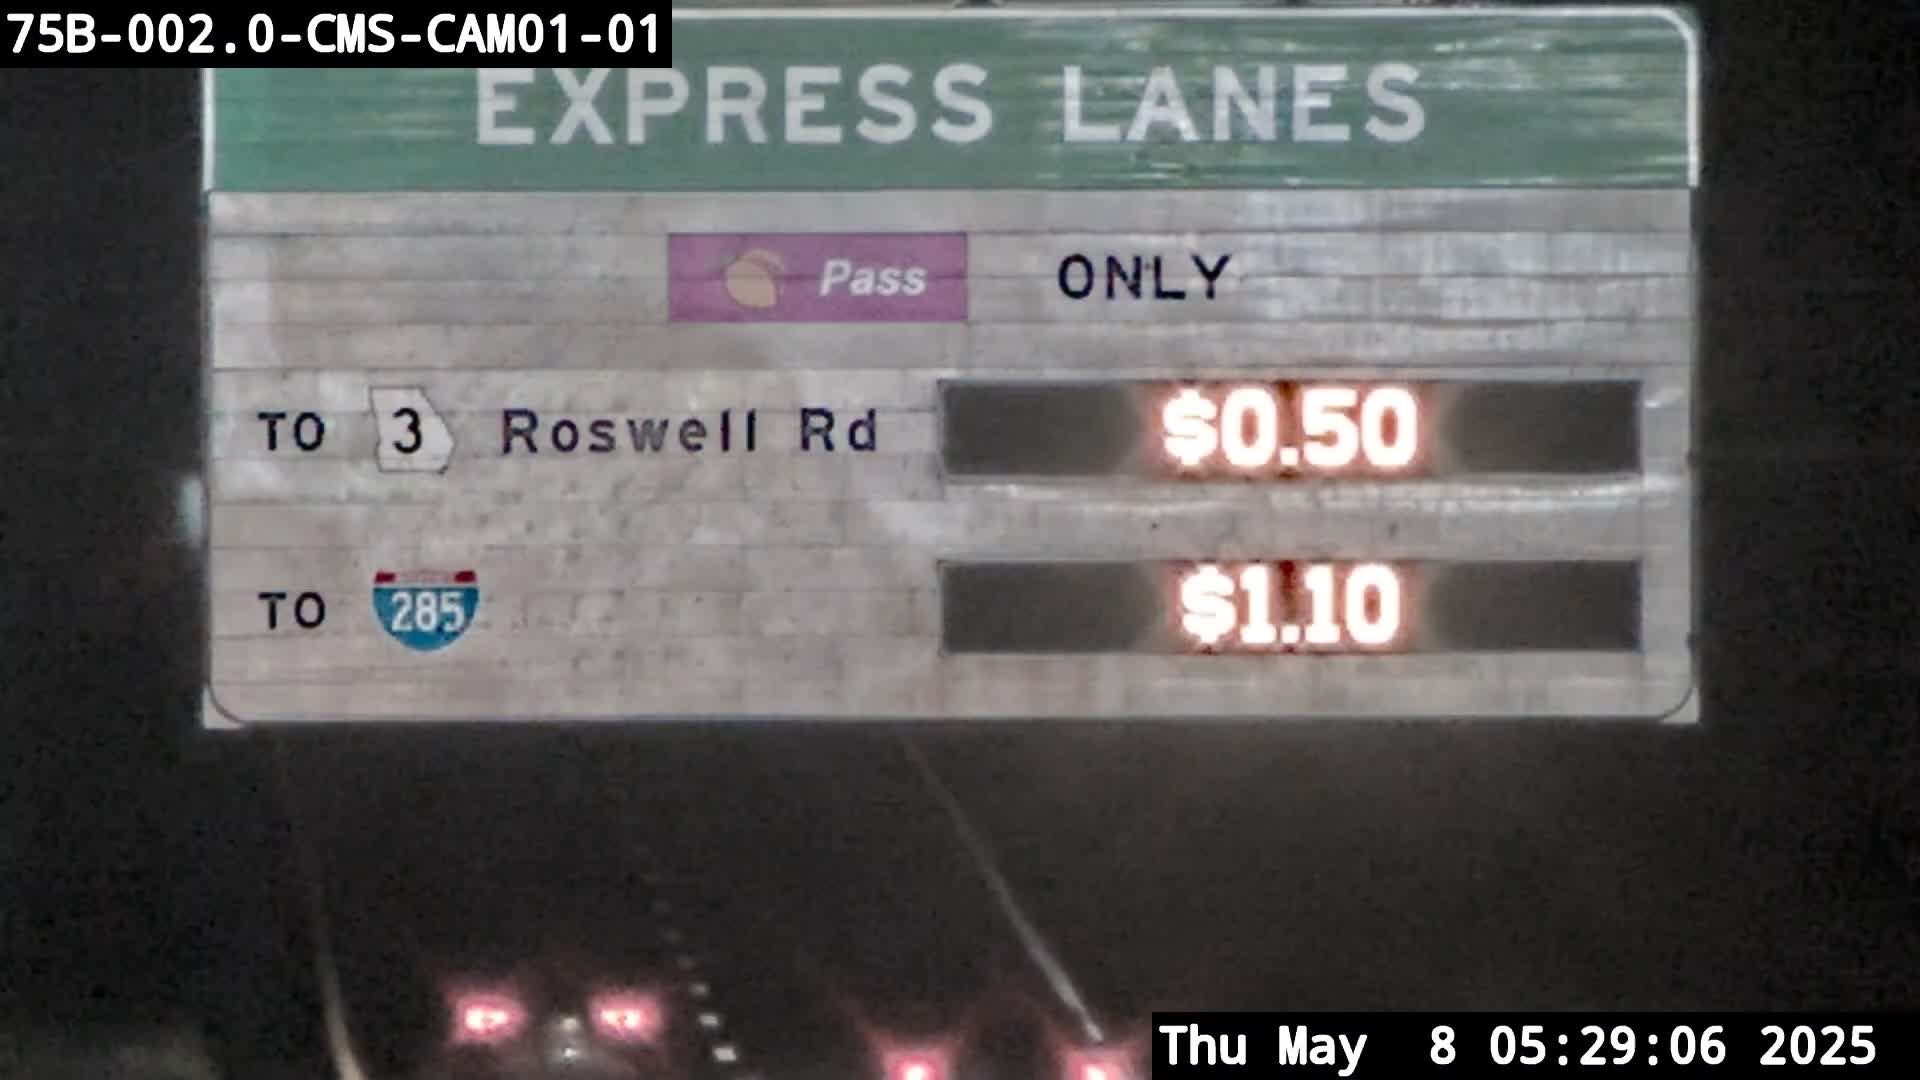 75B-002.0-CMS-CAM01-01
EXPRESS LANES
Pass ONLY
TO 3 Roswell Rd $0.50
TO 285 $1.10
Thu May 8 05:29:06 2025